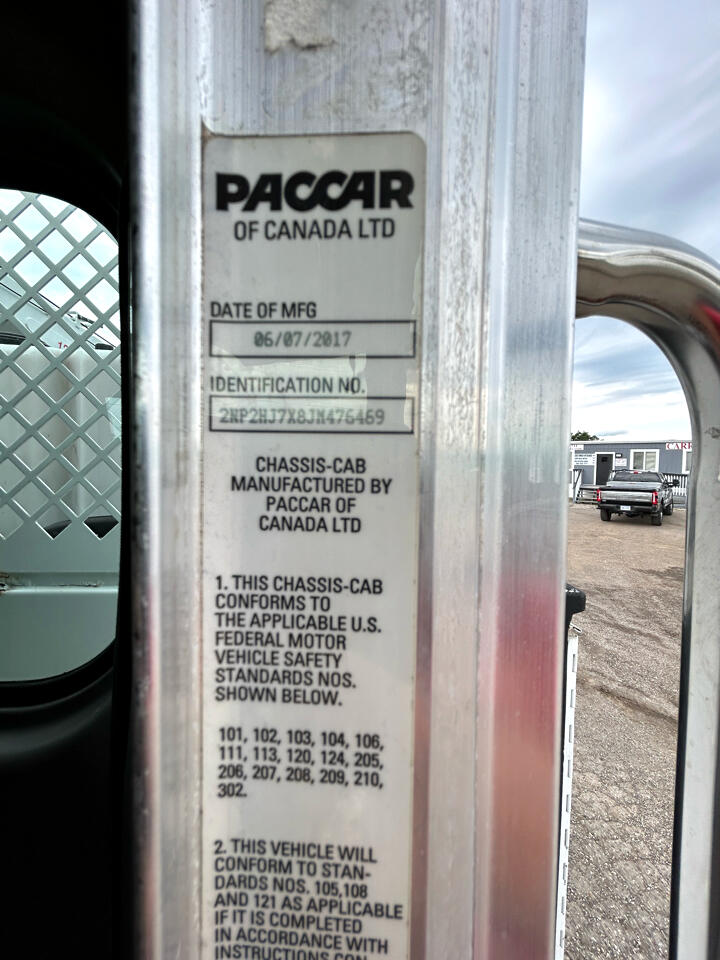 PACCAR
OF CANADA LTD
DATE OF MFG
06/07/2017
IDENTIFICATION NO.
2NP2HJ7X8JM476469
CHASSIS-CAB
MANUFACTURED BY
PACCAR OF
CANADA LTD
1. THIS CHASSIS-CAB
CONFORMS TO
THE APPLICABLE U.S.
FEDERAL MOTOR
VEHICLE SAFETY
STANDARDS NOS.
SHOWN BELOW.
101, 102, 103, 104, 106,
111, 113, 120, 124, 205,
206, 207, 208, 209, 210,
302.
2. THIS VEHICLE WILL
CONFORM TO STAN-
DARDS NOS. 105,108
AND 121 AS APPLICABLE
IF IT IS COMPLETED
IN ACCORDANCE WITH
INSTRUCTIONS CON-